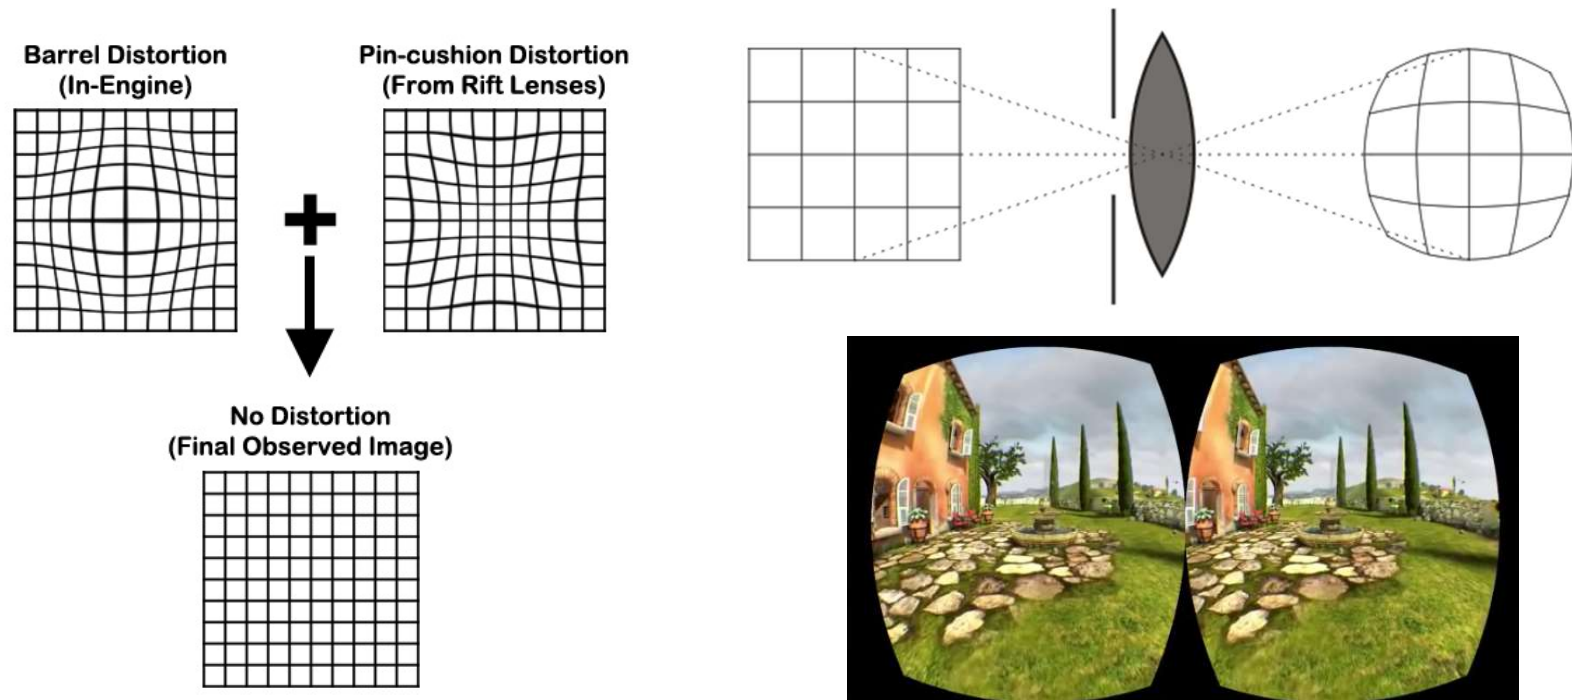 Barrel Distortion
(In-Engine)
Pin-cushion Distortion
(From Rift Lenses)
No Distortion
(Final Observed Image)